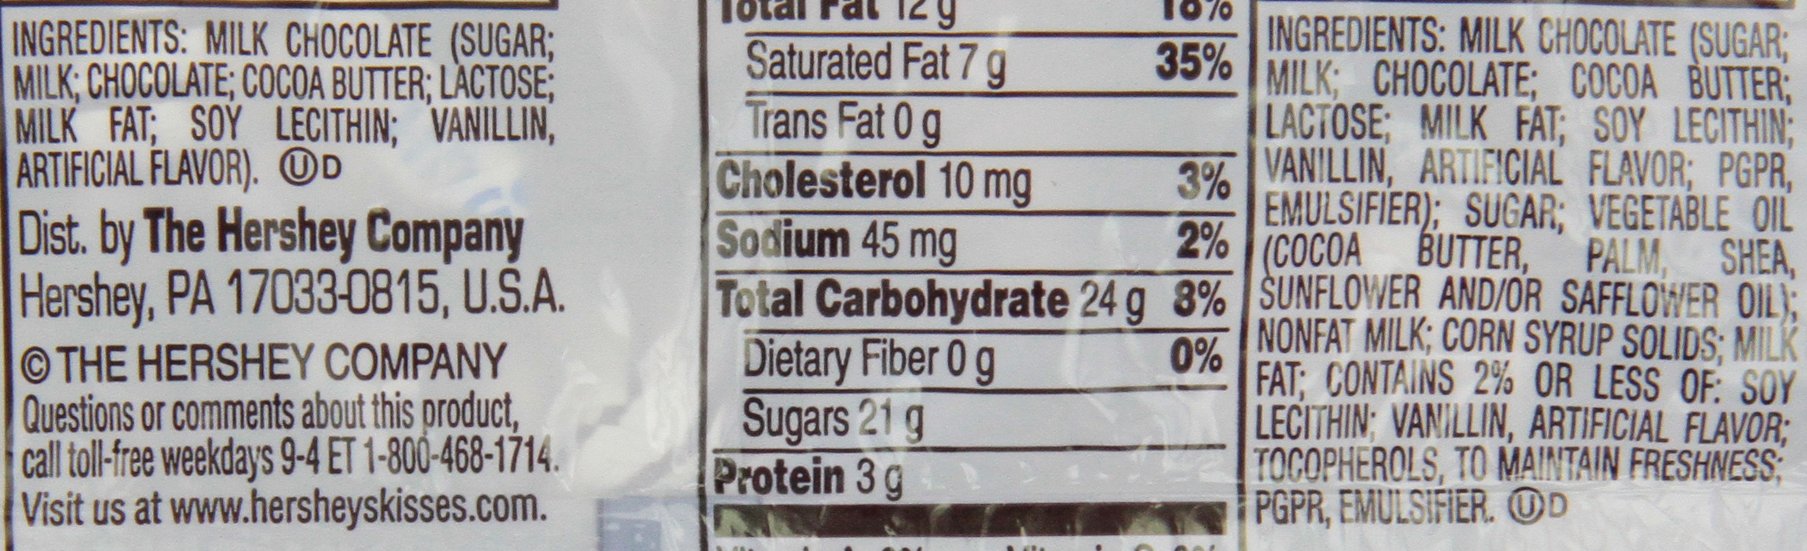 INGREDIENTS: MILK CHOCOLATE (SUGAR;
MILK; CHOCOLATE; COCOA BUTTER; LACTOSE;
MILK FAT; SOY LECITHIN; VANILLIN,
ARTIFICIAL FLAVOR). ⓊD
Dist. by The Hershey Company
Hershey, PA 17033-0815, U.S.A.
© THE HERSHEY COMPANY
Questions or comments about this product,
call toll-free weekdays 9-4 ET 1-800-468-1714.
Visit us at www.hersheyskisses.com.
Total Fat 12 g 18%
Saturated Fat 7 g 35%
Trans Fat 0 g
Cholesterol 10 mg 3%
Sodium 45 mg 2%
Total Carbohydrate 24 g 8%
Dietary Fiber 0 g 0%
Sugars 21 g
Protein 3 g
INGREDIENTS: MILK CHOCOLATE (SUGAR;
MILK; CHOCOLATE; COCOA BUTTER;
LACTOSE; MILK FAT; SOY LECITHIN;
VANILLIN, ARTIFICIAL FLAVOR; PGPR,
EMULSIFIER); SUGAR; VEGETABLE OIL
(COCOA BUTTER, PALM, SHEA,
SUNFLOWER AND/OR SAFFLOWER OIL);
NONFAT MILK; CORN SYRUP SOLIDS; MILK
FAT; CONTAINS 2% OR LESS OF: SOY
LECITHIN; VANILLIN, ARTIFICIAL FLAVOR;
TOCOPHEROLS, TO MAINTAIN FRESHNESS;
PGPR, EMULSIFIER. ⓊD